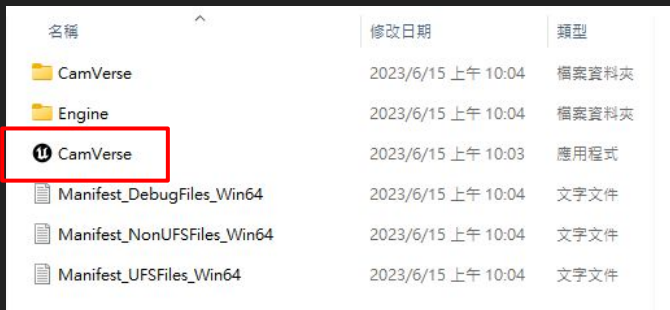 名稱 修改日期 類型
CamVerse 2023/6/15 上午 10:04 檔案資料夾
Engine 2023/6/15 上午 10:04 檔案資料夾
CamVerse 2023/6/15 上午 10:03 應用程式
Manifest_DebugFiles_Win64 2023/6/15 上午 10:04 文字文件
Manifest_NonUFSFiles_Win64 2023/6/15 上午 10:04 文字文件
Manifest_UFSFiles_Win64 2023/6/15 上午 10:04 文字文件